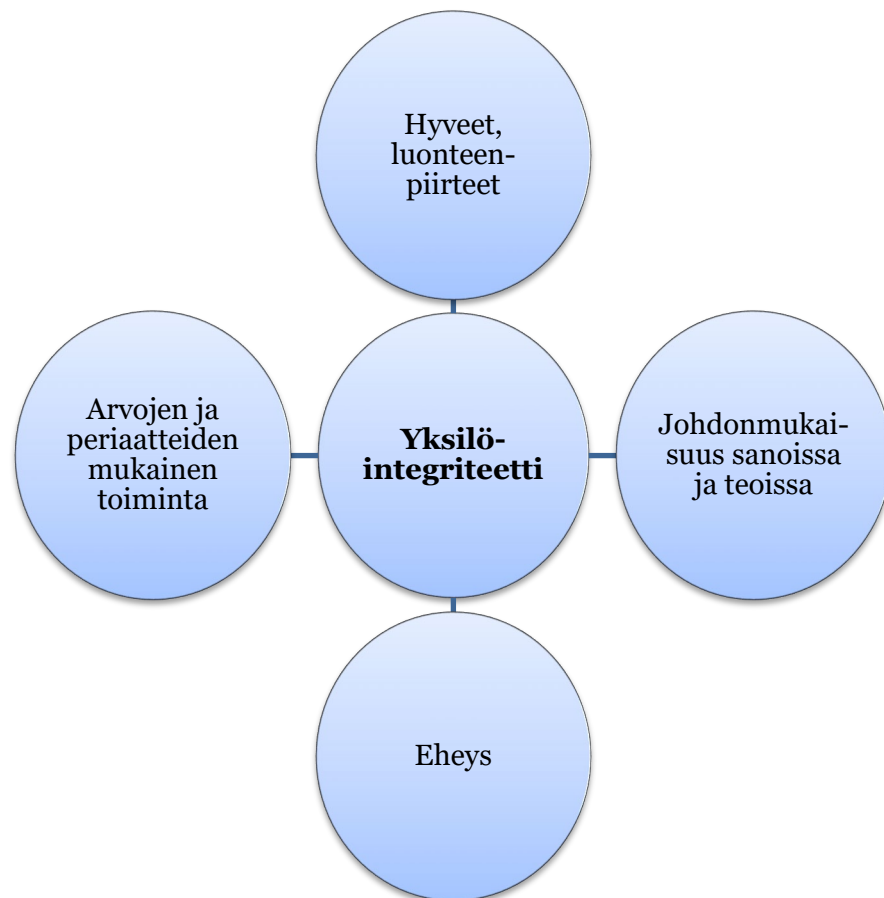 Hyveet,
luonteen-
piirteet
Arvojen ja
periaatteiden
mukainen
toiminta
Yksilö-
integriteetti
Johdonmukai-
suus sanoissa
ja teoissa
Eheys